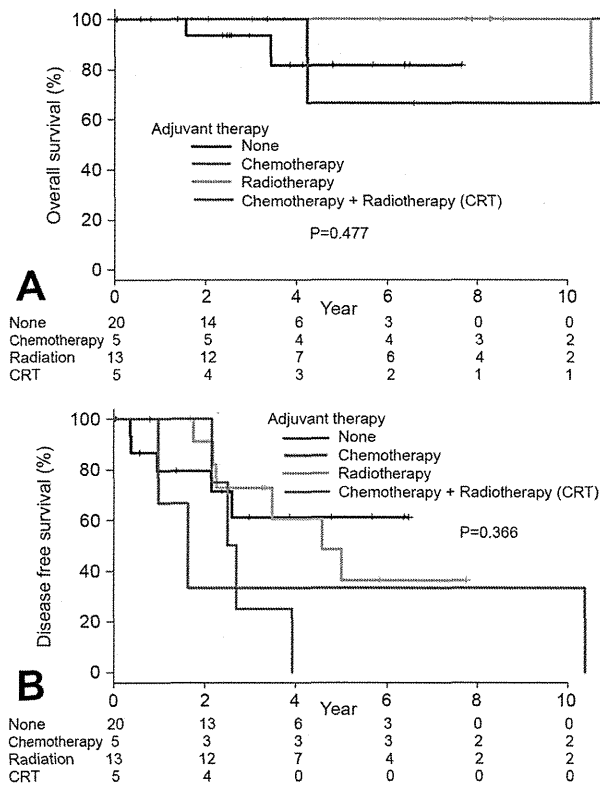 100
80
60
40
20
0
Overall survival (%)
Adjuvant therapy
None
Chemotherapy
Radiotherapy
Chemotherapy + Radiotherapy (CRT)
P=0.477
A
0 2 4 6 8 10
Year
None 20 14 6 3 0 0
Chemotherapy 5 5 4 4 3 2
Radiation 13 12 7 6 4 2
CRT 5 4 3 2 1 1
100
80
60
40
20
0
Disease free survival (%)
Adjuvant therapy
None
Chemotherapy
Radiotherapy
Chemotherapy + Radiotherapy (CRT)
P=0.366
B
0 2 4 6 8 10
Year
None 20 13 6 3 0 0
Chemotherapy 5 3 3 3 2 2
Radiation 13 12 7 4 2 2
CRT 5 4 0 0 0 0